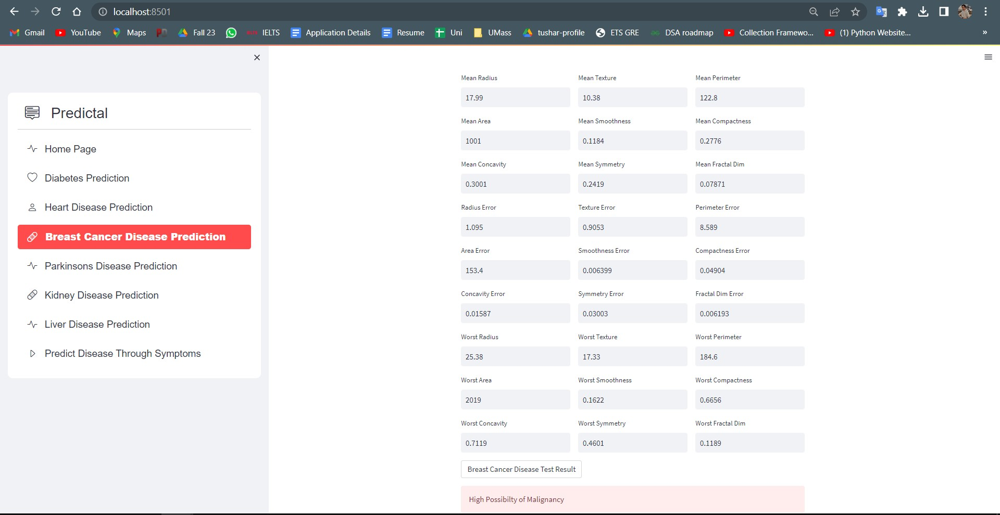 localhost:8501
Gmail YouTube Maps Fall 23 IELTS Application Details Resume Uni UMass tushar-profile ETS GRE DSA roadmap Collection Framewo... (1) Python Website... »
Predictal
Home Page
Diabetes Prediction
Heart Disease Prediction
Breast Cancer Disease Prediction
Parkinsons Disease Prediction
Kidney Disease Prediction
Liver Disease Prediction
Predict Disease Through Symptoms
Mean Radius Mean Texture Mean Perimeter
17.99 10.38 122.8
Mean Area Mean Smoothness Mean Compactness
1001 0.1184 0.2776
Mean Concavity Mean Symmetry Mean Fractal Dim
0.3001 0.2419 0.07871
Radius Error Texture Error Perimeter Error
1.095 0.9053 8.589
Area Error Smoothness Error Compactness Error
153.4 0.006399 0.04904
Concavity Error Symmetry Error Fractal Dim Error
0.01587 0.03003 0.006193
Worst Radius Worst Texture Worst Perimeter
25.38 17.33 184.6
Worst Area Worst Smoothness Worst Compactness
2019 0.1622 0.6656
Worst Concavity Worst Symmetry Worst Fractal Dim
0.7119 0.4601 0.1189
Breast Cancer Disease Test Result
High Possibilty of Malignancy